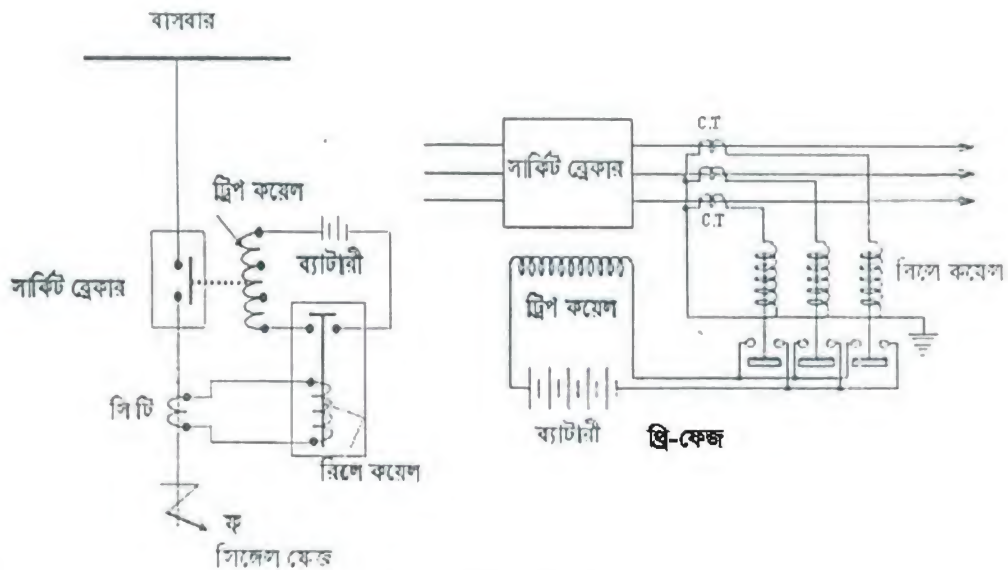 বাসবার
ট্রিপ কয়েল
ব্যাটারী
সার্কিট ব্রেকার
সি টি
রিলে কয়েল
ফ্
সিঙ্গেল ফেজ
C.T
সার্কিট ব্রেকার
C.T
রিলে কয়েল
ট্রিপ কয়েল
ব্যাটারী
থ্রি-ফেজ